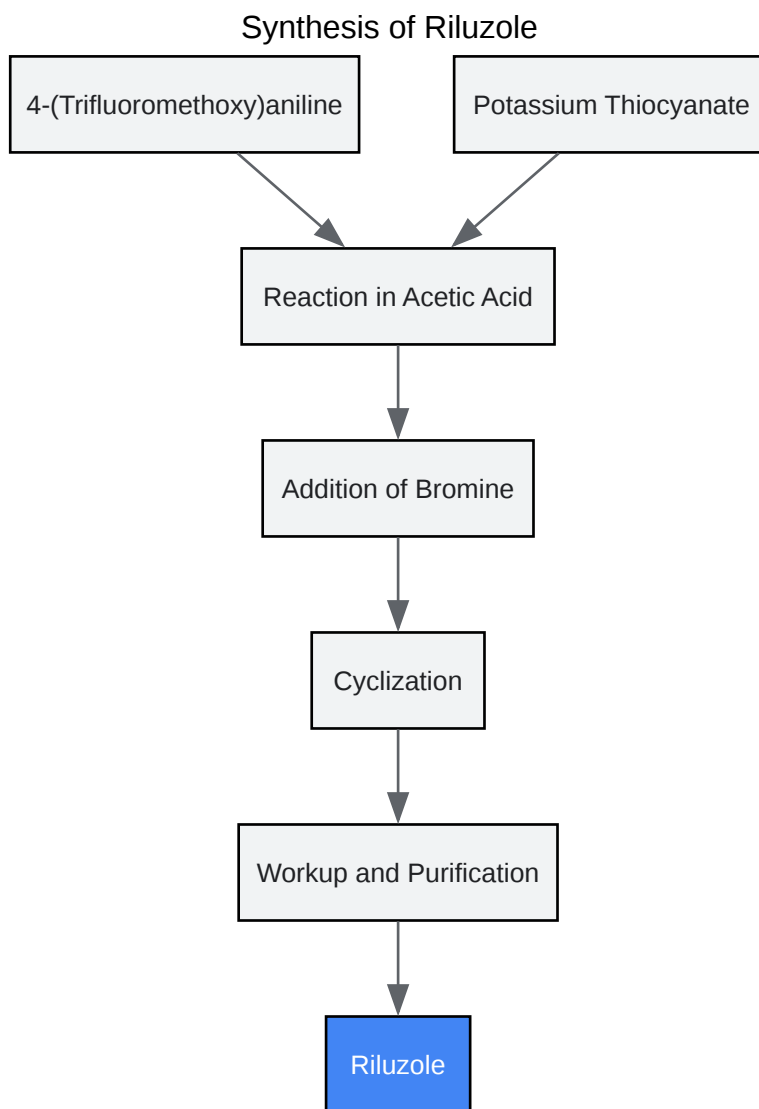 Synthesis of Riluzole
4-(Trifluoromethoxy)aniline
Potassium Thiocyanate
Reaction in Acetic Acid
Addition of Bromine
Cyclization
Workup and Purification
Riluzole